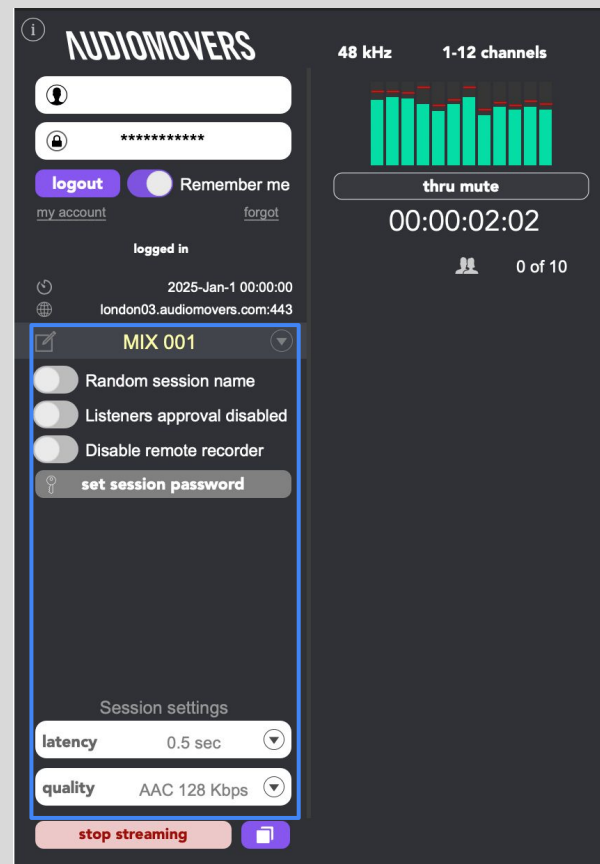 i
AUDIOMOVERS
***********
logout
Remember me
my account
forgot
logged in
2025-Jan-1 00:00:00
london03.audiomovers.com:443
MIX 001
Random session name
Listeners approval disabled
Disable remote recorder
set session password
Session settings
latency 0.5 sec
quality AAC 128 Kbps
stop streaming
48 kHz 1-12 channels
thru mute
00:00:02:02
0 of 10